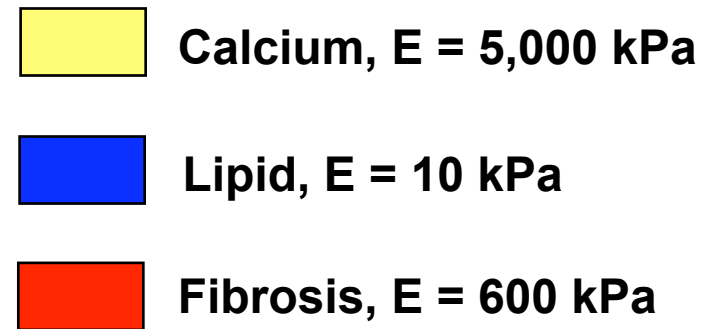 Calcium, E = 5,000 kPa
Lipid, E = 10 kPa
Fibrosis, E = 600 kPa